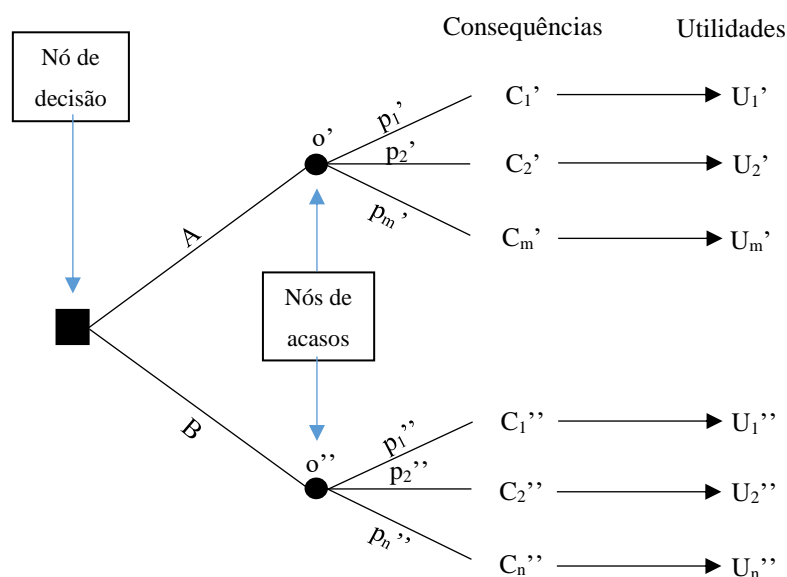 Consequências
Utilidades
Nó de
decisão
o’
p₁’
C₁’
U₁’
p₂’
C₂’
U₂’
pₘ’
Cₘ’
Uₘ’
A
Nós de
acasos
B
o’’
p₁’’
C₁’’
U₁’’
p₂’’
C₂’’
U₂’’
pₙ’’
Cₙ’’
Uₙ’’